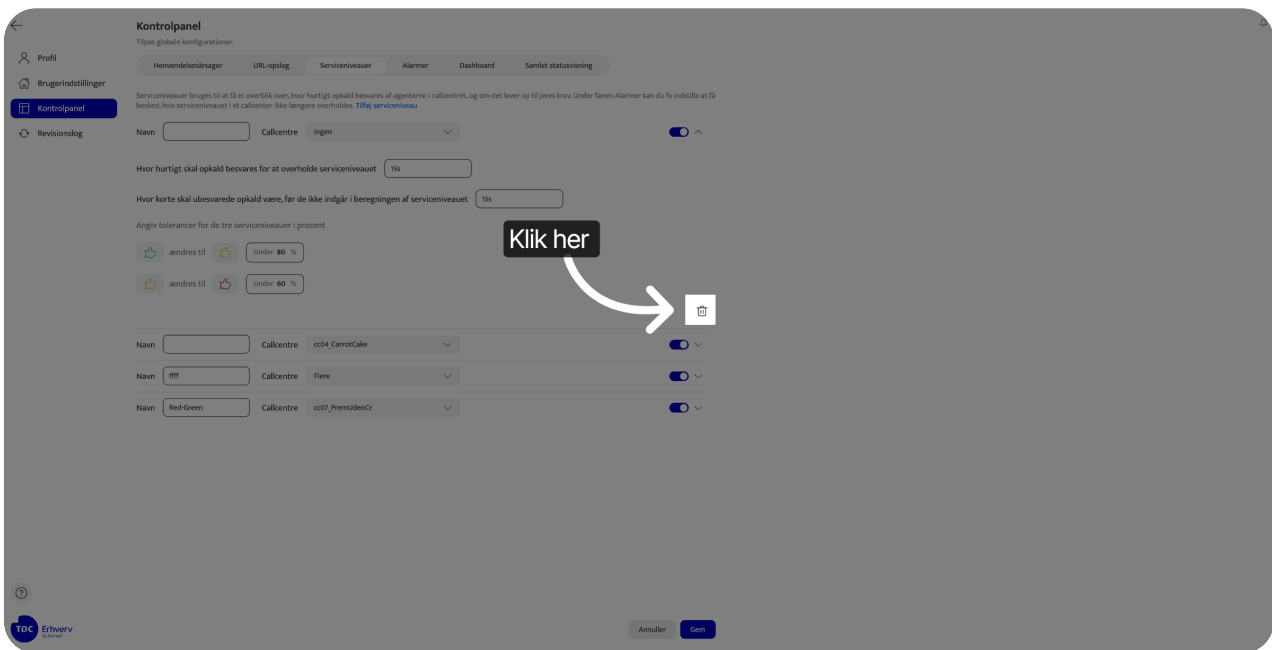 Kontrolpanel
Tilpas globale konfigurationer.
Profil
Brugerindstillinger
Kontrolpanel
Revisionslog
Henvendelsesårsager URL-opslag Serviceniveauer Alarmer Dashboard Samlet statusvisning
Serviceniveauer bruges til at få et overblik over, hvor hurtigt opkald besvares af agenterne i callcentret, og om det lever op til jeres krav. Under fanen Alarmer kan du fx indstille at få
besked, hvis serviceniveauet i et callcenter ikke længere overholdes. Tilføj serviceniveau
Navn Callcentre Ingen
Hvor hurtigt skal opkald besvares for at overholde serviceniveauet 15s
Hvor korte skal ubesvarede opkald være, før de ikke indgår i beregningen af serviceniveauet 15s
Angiv tolerancer for de tre serviceniveauer i procent
Klik her
ændres til Under 80 %
ændres til Under 60 %
Navn Callcentre cc04_CarrotCake
Navn ffff Callcentre Flere
Navn Red-Green Callcentre cc07_PremUdenCr
TDC Erhverv
Annuller Gem